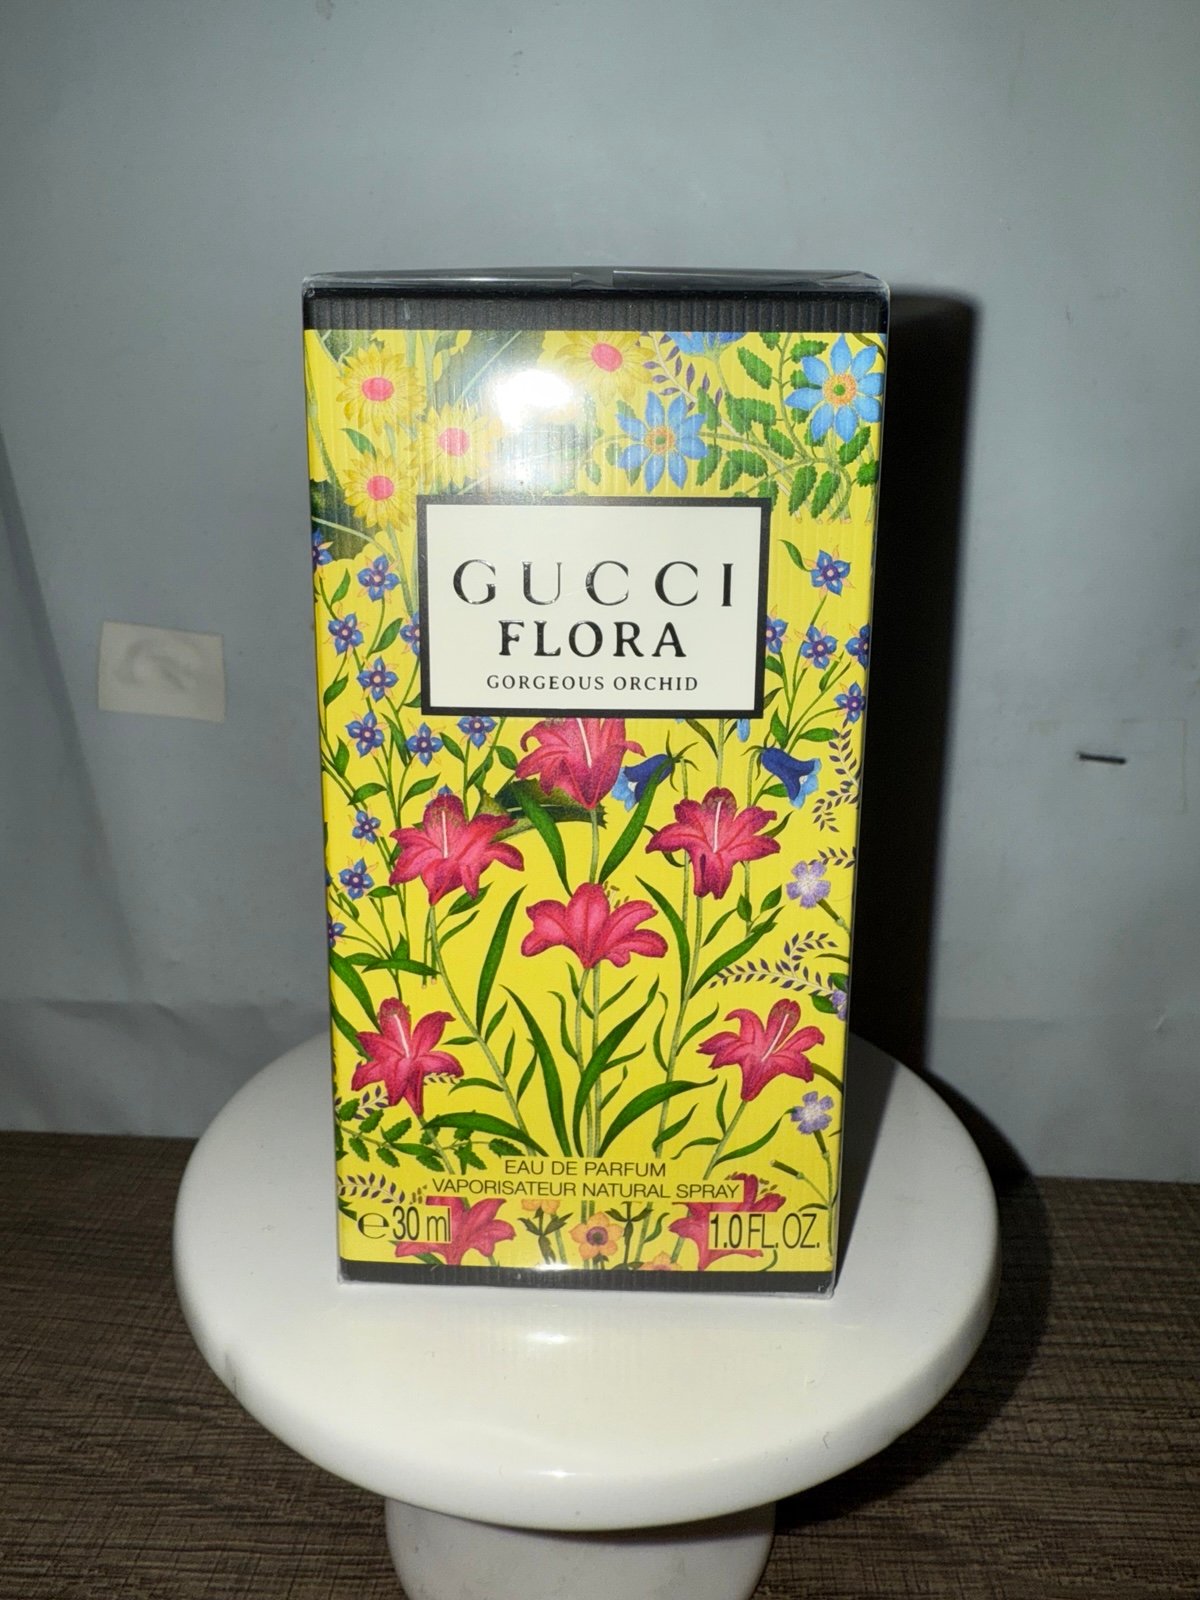 GUCCI
FLORA
GORGEOUS ORCHID
EAU DE PARFUM
VAPORISATEUR NATURAL SPRAY
℮30 ml 1.0 FL. OZ.